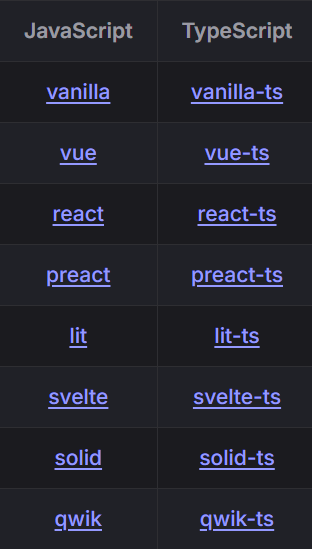 JavaScript TypeScript
vanilla vanilla-ts
vue vue-ts
react react-ts
preact preact-ts
lit lit-ts
svelte svelte-ts
solid solid-ts
qwik qwik-ts